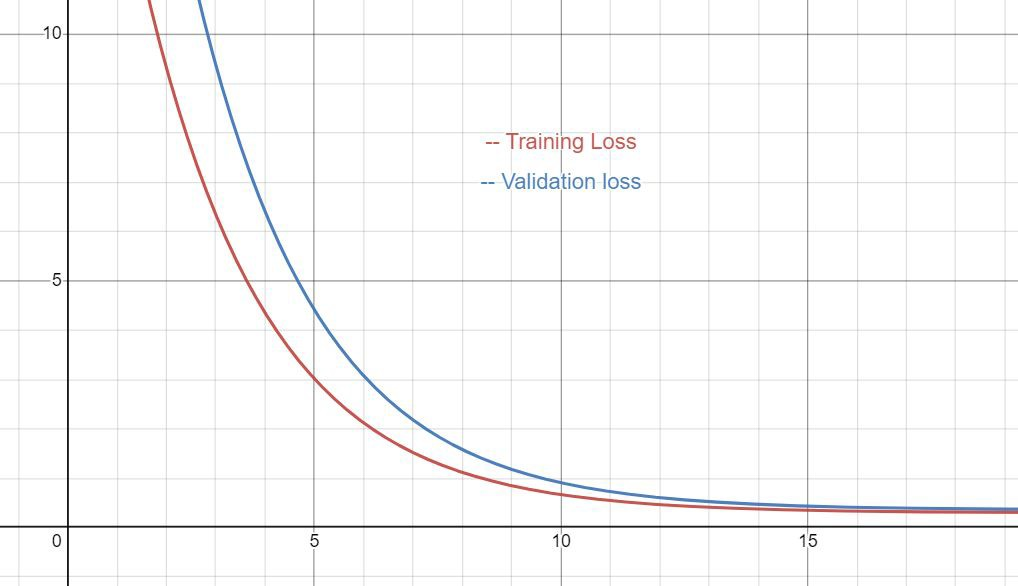 10
-- Training Loss
-- Validation loss
5
0 5 10 15